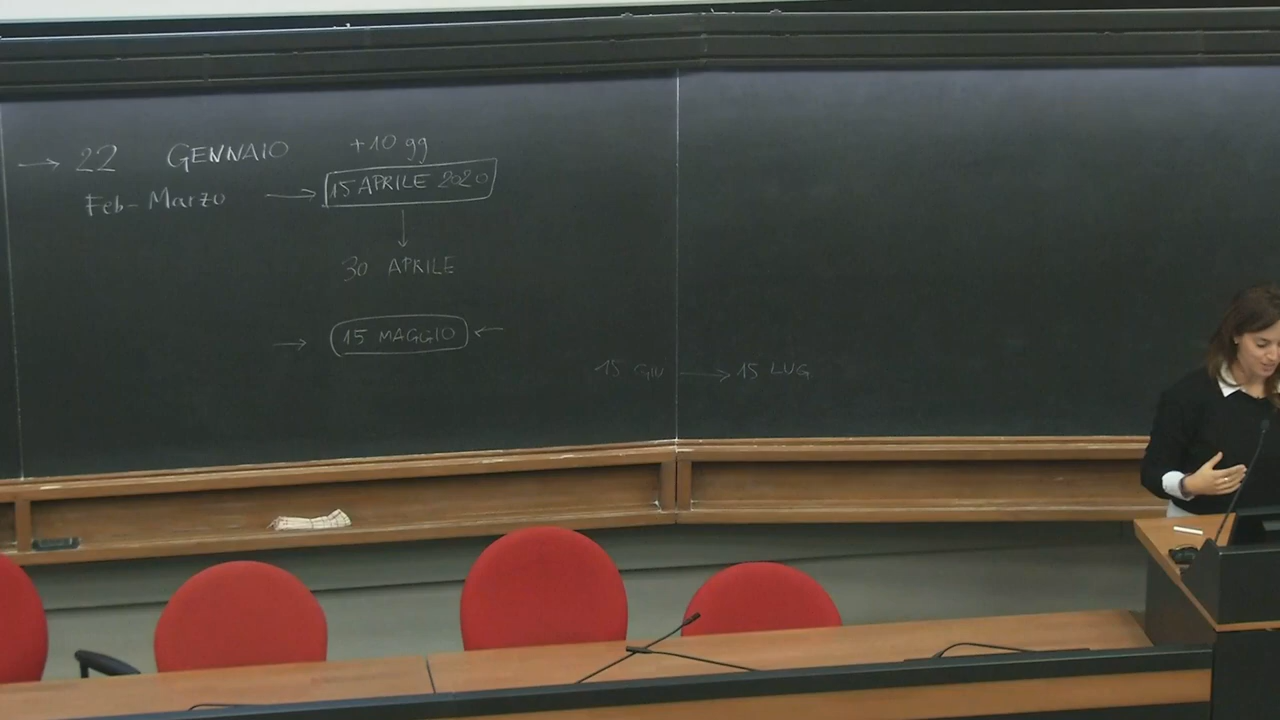 → 22 GENNAIO +10 gg
Feb-Marzo → 15 APRILE 2020
↓
30 APRILE
→ 15 MAGGIO ←
15 GIU → 15 LUG